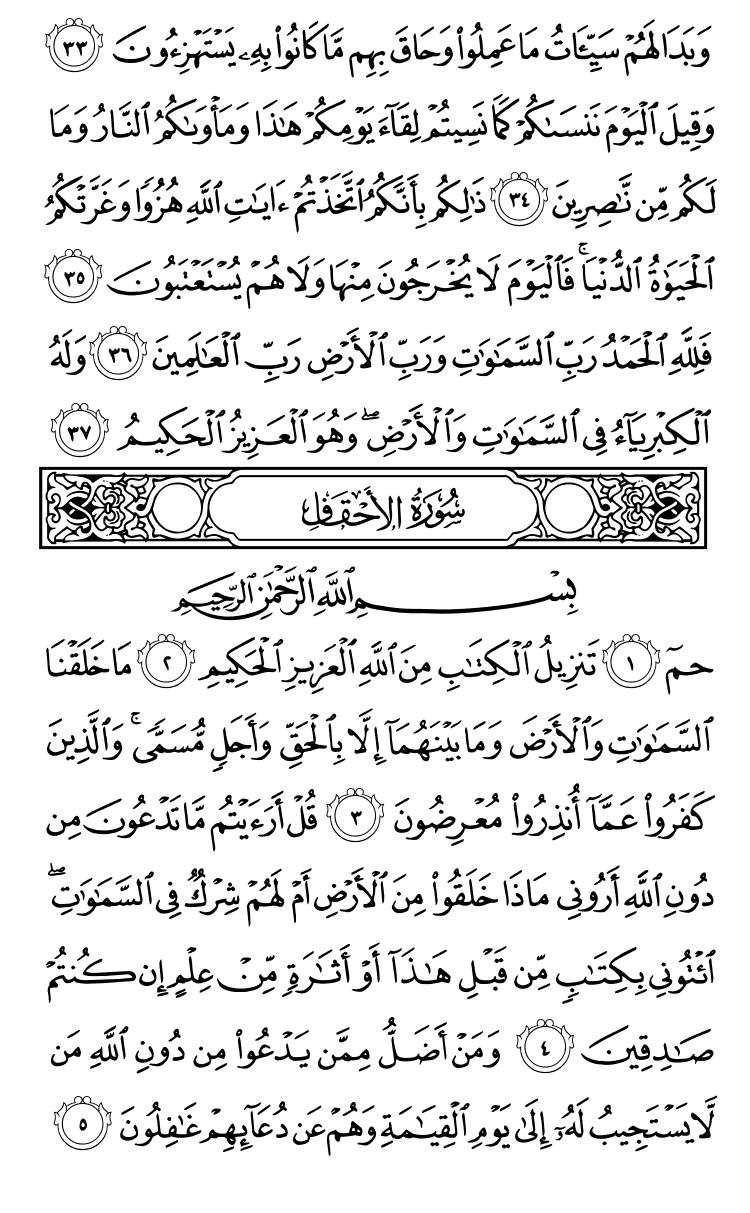 وَبَدَا لَهُمْ سَيِّـَٔاتُ مَا عَمِلُوا۟ وَحَاقَ بِهِم مَّا كَانُوا۟ بِهِۦ يَسْتَهْزِءُونَ ٣٣
وَقِيلَ ٱلْيَوْمَ نَنسَىٰكُمْ كَمَا نَسِيتُمْ لِقَآءَ يَوْمِكُمْ هَٰذَا وَمَأْوَىٰكُمُ ٱلنَّارُ وَمَا
لَكُم مِّن نَّٰصِرِينَ ٣٤ ذَٰلِكُم بِأَنَّكُمُ ٱتَّخَذْتُمْ ءَايَٰتِ ٱللَّهِ هُزُوًا وَغَرَّتْكُمُ
ٱلْحَيَوٰةُ ٱلدُّنْيَا ۚ فَٱلْيَوْمَ لَا يُخْرَجُونَ مِنْهَا وَلَا هُمْ يُسْتَعْتَبُونَ ٣٥
فَلِلَّهِ ٱلْحَمْدُ رَبِّ ٱلسَّمَٰوَٰتِ وَرَبِّ ٱلْأَرْضِ رَبِّ ٱلْعَٰلَمِينَ ٣٦ وَلَهُ
ٱلْكِبْرِيَآءُ فِى ٱلسَّمَٰوَٰتِ وَٱلْأَرْضِ ۖ وَهُوَ ٱلْعَزِيزُ ٱلْحَكِيمُ ٣٧
سُورَةُ الأَحْقَافِ
بِسْمِ ٱللَّهِ ٱلرَّحْمَٰنِ ٱلرَّحِيمِ
حمٓ ١ تَنزِيلُ ٱلْكِتَٰبِ مِنَ ٱللَّهِ ٱلْعَزِيزِ ٱلْحَكِيمِ ٢ مَا خَلَقْنَا
ٱلسَّمَٰوَٰتِ وَٱلْأَرْضَ وَمَا بَيْنَهُمَآ إِلَّا بِٱلْحَقِّ وَأَجَلٍ مُّسَمًّى ۚ وَٱلَّذِينَ
كَفَرُوا۟ عَمَّآ أُنذِرُوا۟ مُعْرِضُونَ ٣ قُلْ أَرَءَيْتُم مَّا تَدْعُونَ مِن
دُونِ ٱللَّهِ أَرُونِى مَاذَا خَلَقُوا۟ مِنَ ٱلْأَرْضِ أَمْ لَهُمْ شِرْكٌ فِى ٱلسَّمَٰوَٰتِ ۖ
ٱئْتُونِى بِكِتَٰبٍ مِّن قَبْلِ هَٰذَآ أَوْ أَثَٰرَةٍ مِّنْ عِلْمٍ إِن كُنتُمْ
صَٰدِقِينَ ٤ وَمَنْ أَضَلُّ مِمَّن يَدْعُوا۟ مِن دُونِ ٱللَّهِ مَن
لَّا يَسْتَجِيبُ لَهُۥٓ إِلَىٰ يَوْمِ ٱلْقِيَٰمَةِ وَهُمْ عَن دُعَآئِهِمْ غَٰفِلُونَ ٥